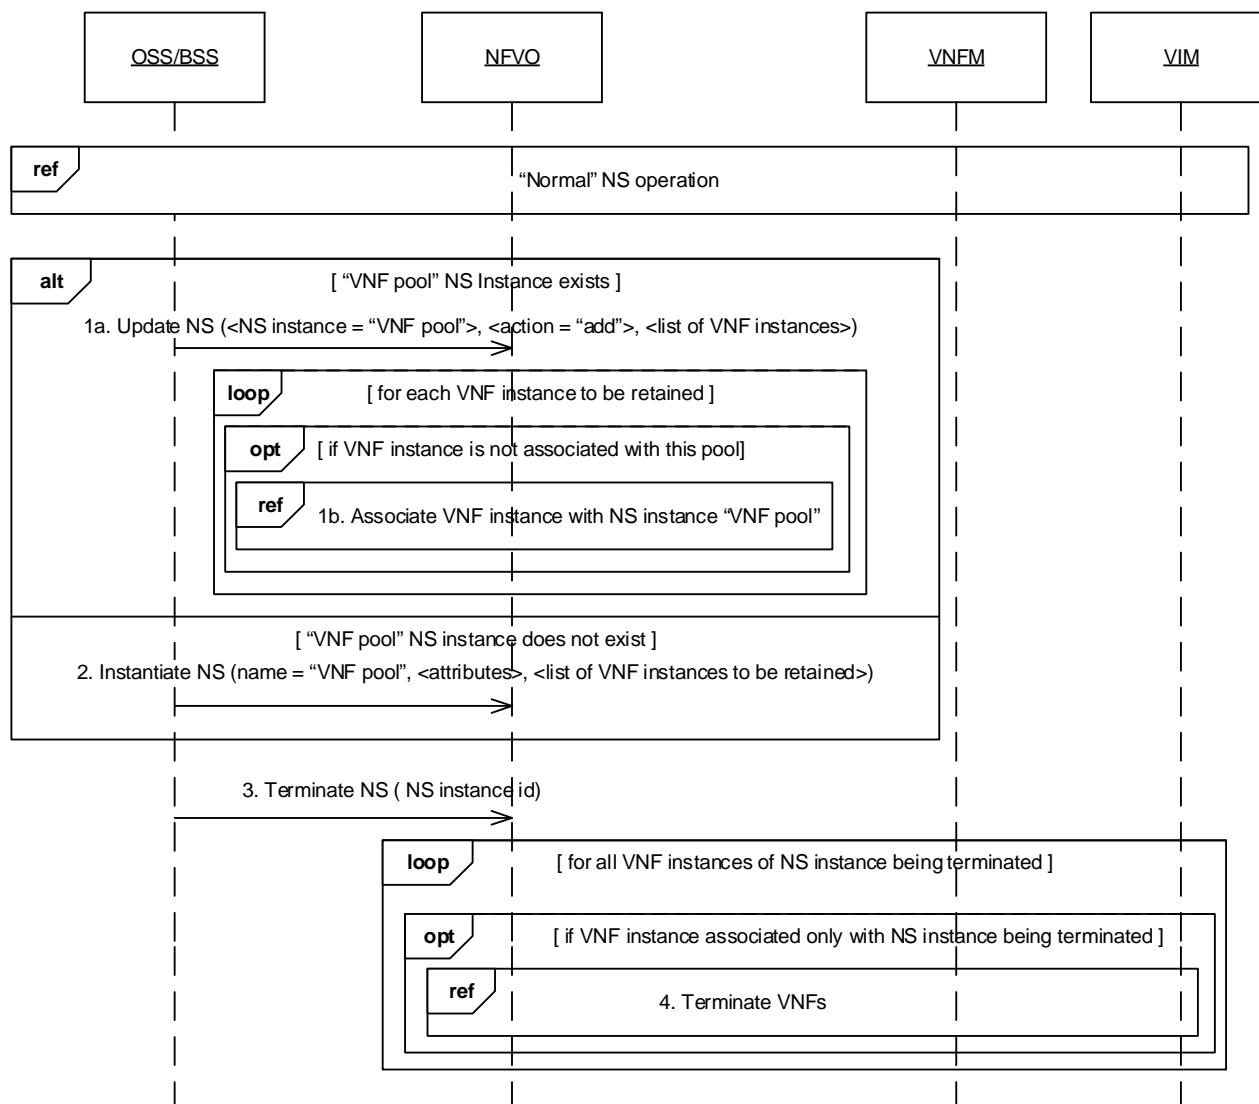 OSS/BSS
NFVO
VNFM
VIM
ref
“Normal” NS operation
alt
[ “VNF pool” NS Instance exists ]
1a. Update NS (<NS instance = “VNF pool”>, <action = “add”>, <list of VNF instances>)
loop
[ for each VNF instance to be retained ]
opt
[ if VNF instance is not associated with this pool]
ref
1b. Associate VNF instance with NS instance “VNF pool”
[ “VNF pool” NS instance does not exist ]
2. Instantiate NS (name = “VNF pool”, <attributes>, <list of VNF instances to be retained>)
3. Terminate NS ( NS instance id)
loop
[ for all VNF instances of NS instance being terminated ]
opt
[ if VNF instance associated only with NS instance being terminated ]
ref
4. Terminate VNFs